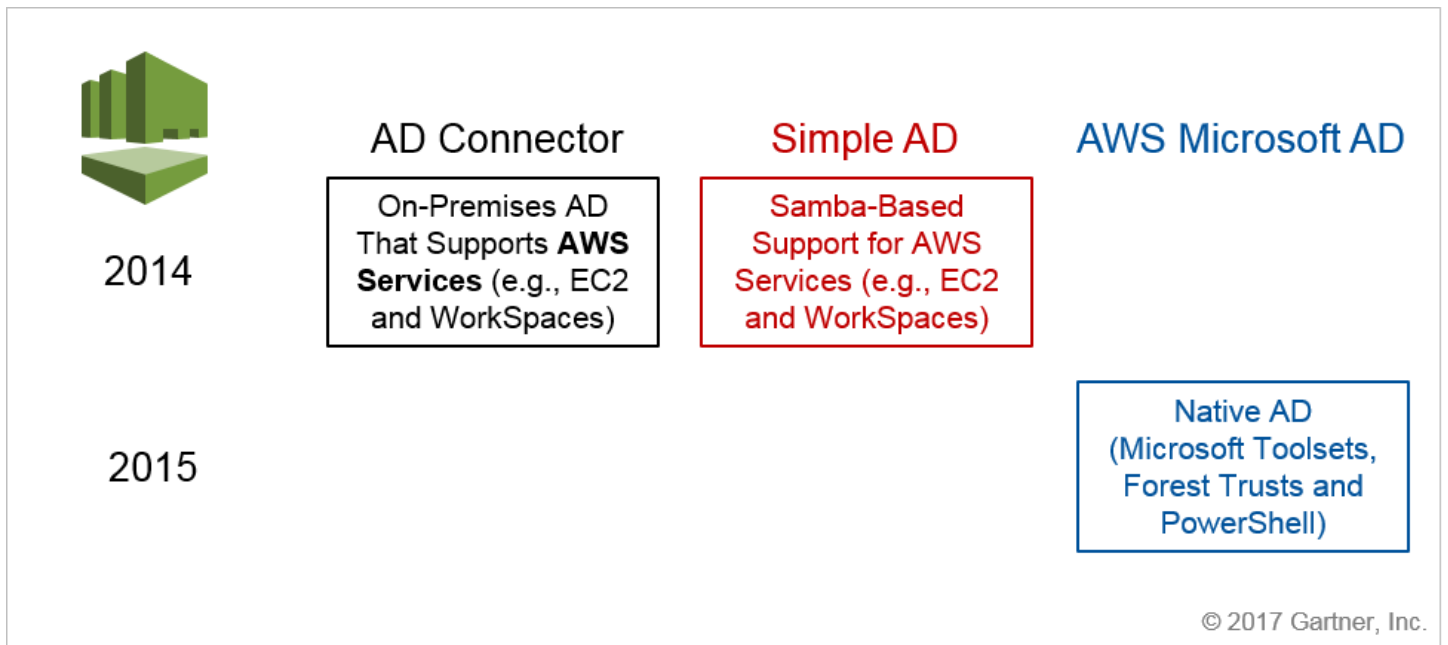 AD Connector
Simple AD
AWS Microsoft AD
2014
On-Premises AD
That Supports AWS
Services (e.g., EC2
and WorkSpaces)
Samba-Based
Support for AWS
Services (e.g., EC2
and WorkSpaces)
2015
Native AD
(Microsoft Toolsets,
Forest Trusts and
PowerShell)
© 2017 Gartner, Inc.